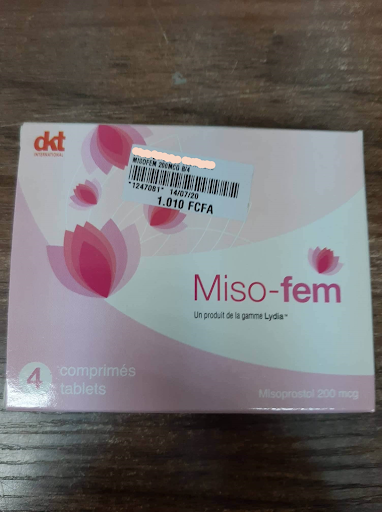 dkt
INTERNATIONAL
MISOFEM 200MCG B/4
*1247081* 14/07/20
1.010 FCFA
Miso-fem
Un produit de la gamme Lydia™
4
comprimés
tablets
Misoprostol 200 mcg